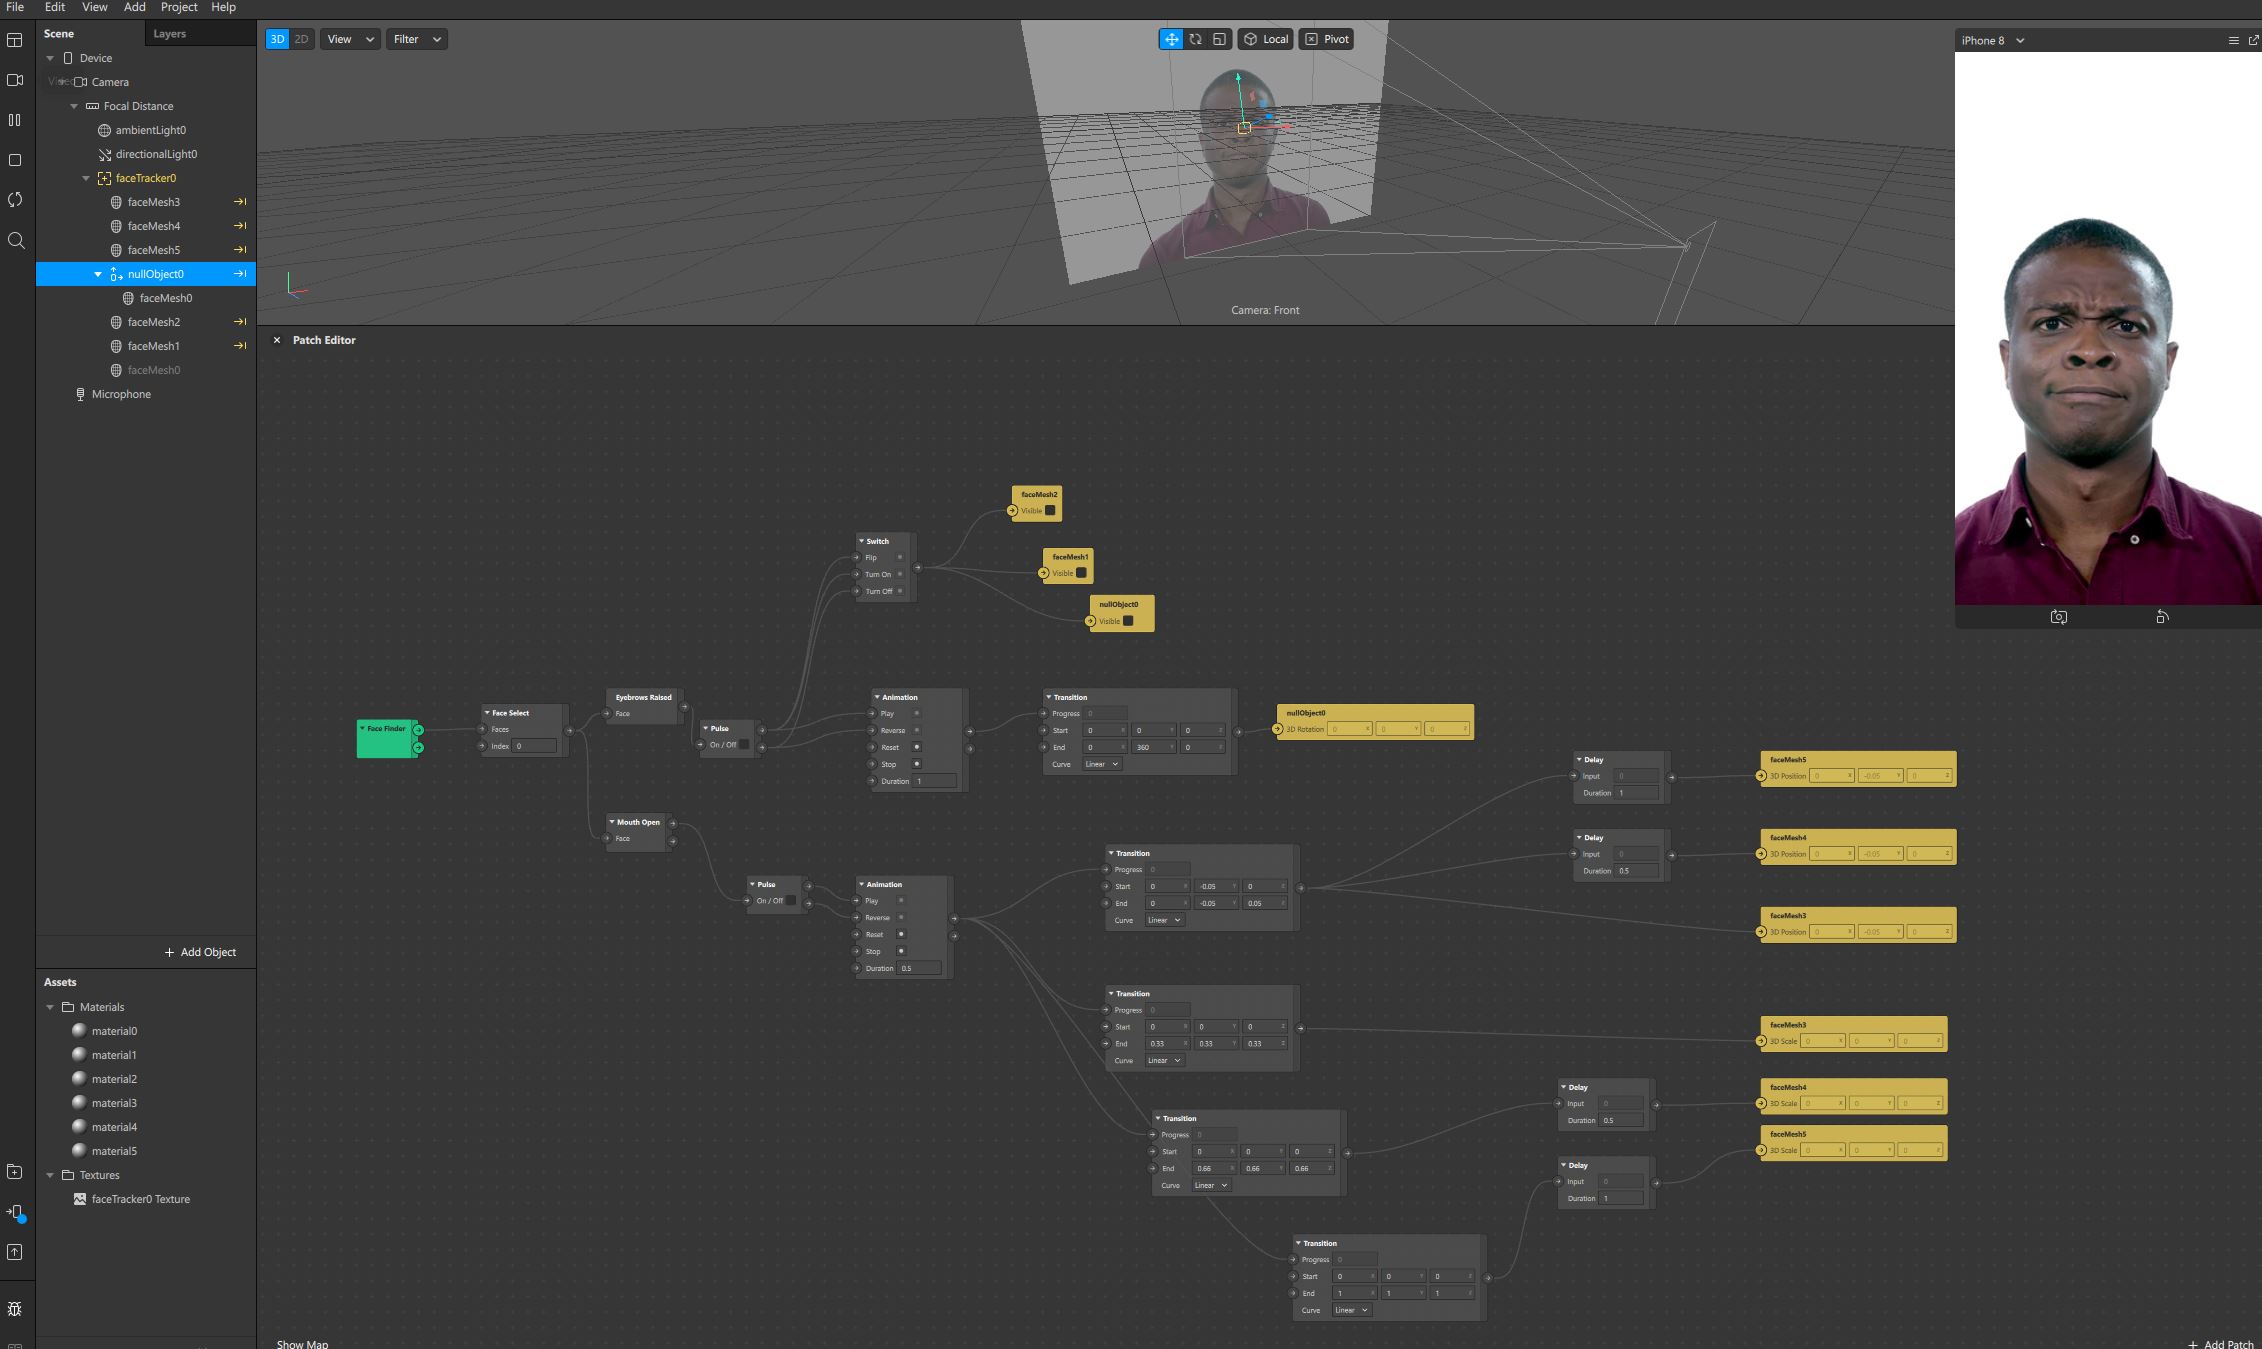 File Edit View Add Project Help
Scene Layers
Device
Camera
Focal Distance
ambientLight0
directionalLight0
faceTracker0
faceMesh3
faceMesh4
faceMesh5
nullObject0
faceMesh0
faceMesh2
faceMesh1
faceMesh0
Microphone
Add Object
Assets
Materials
material0
material1
material2
material3
material4
material5
Textures
faceTracker0 Texture
3D 2D View Filter
Local Pivot
Camera: Front
iPhone 8
Patch Editor
faceMesh2
Visible
Switch
Flip
Turn On
Turn Off
faceMesh1
Visible
nullObject0
Visible
Face Finder
Face Select
Faces
Index 0
Eyebrows Raised
Face
Pulse
On / Off
Animation
Play
Reverse
Reset
Stop
Duration 1
Transition
Progress 0
Start 0 X 0 Y 0 Z
End 0 X 360 Y 0 Z
Curve Linear
nullObject0
3D Rotation 0 X 0 Y 0 Z
Mouth Open
Face
Pulse
On / Off
Animation
Play
Reverse
Reset
Stop
Duration 0.5
Transition
Progress 0
Start 0 X -0.05 Y 0 Z
End 0 X -0.05 Y 0.05 Z
Curve Linear
Delay
Input 0
Duration 1
faceMesh5
3D Position 0 X -0.05 Y 0 Z
Delay
Input 0
Duration 0.5
faceMesh4
3D Position 0 X -0.05 Y 0 Z
faceMesh3
3D Position 0 X -0.05 Y 0 Z
Transition
Progress 0
Start 0 X 0 Y 0 Z
End 0.33 X 0.33 Y 0.33 Z
Curve Linear
faceMesh3
3D Scale 0 X 0 Y 0 Z
Transition
Progress 0
Start 0 X 0 Y 0 Z
End 0.66 X 0.66 Y 0.66 Z
Curve Linear
Delay
Input 0
Duration 0.5
faceMesh4
3D Scale 0 X 0 Y 0 Z
Delay
Input 0
Duration 1
faceMesh5
3D Scale 0 X 0 Y 0 Z
Transition
Progress 0
Start 0 X 0 Y 0 Z
End 1 X 1 Y 1 Z
Curve Linear
Show Map
Add Patch